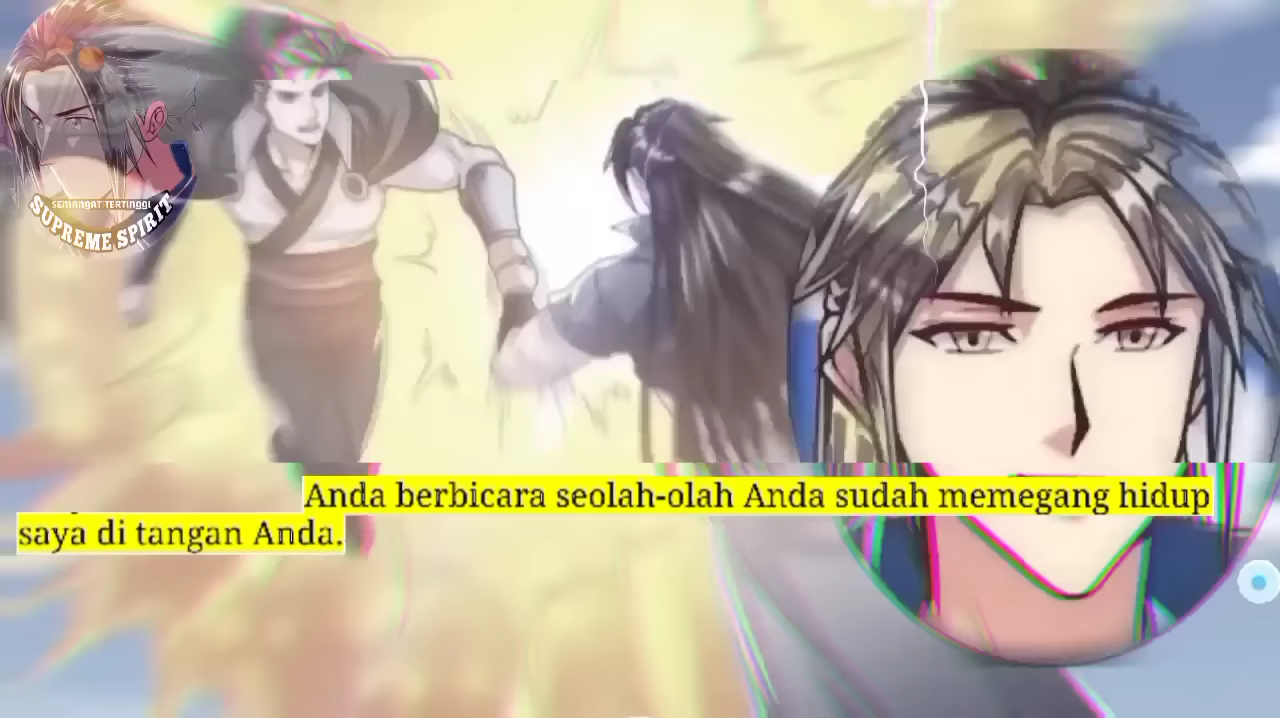 SEMANGAT TERTINGGI
SUPREME SPIRIT
Anda berbicara seolah-olah Anda sudah memegang hidup
saya di tangan Anda.